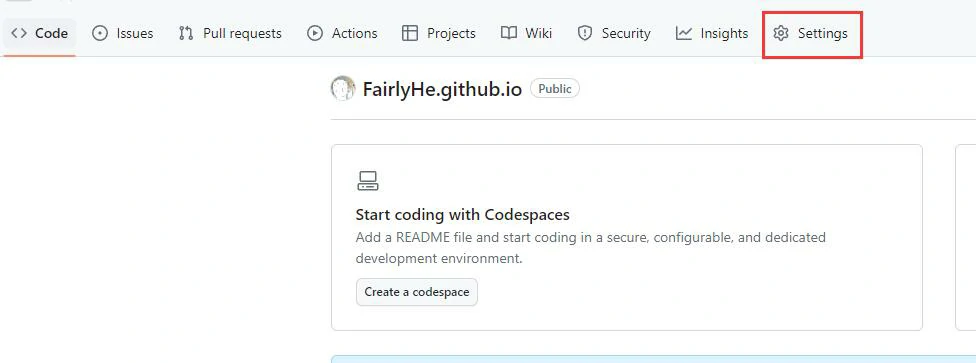 Code Issues Pull requests Actions Projects Wiki Security Insights Settings
FairlyHe.github.io Public
Start coding with Codespaces
Add a README file and start coding in a secure, configurable, and dedicated
development environment.
Create a codespace